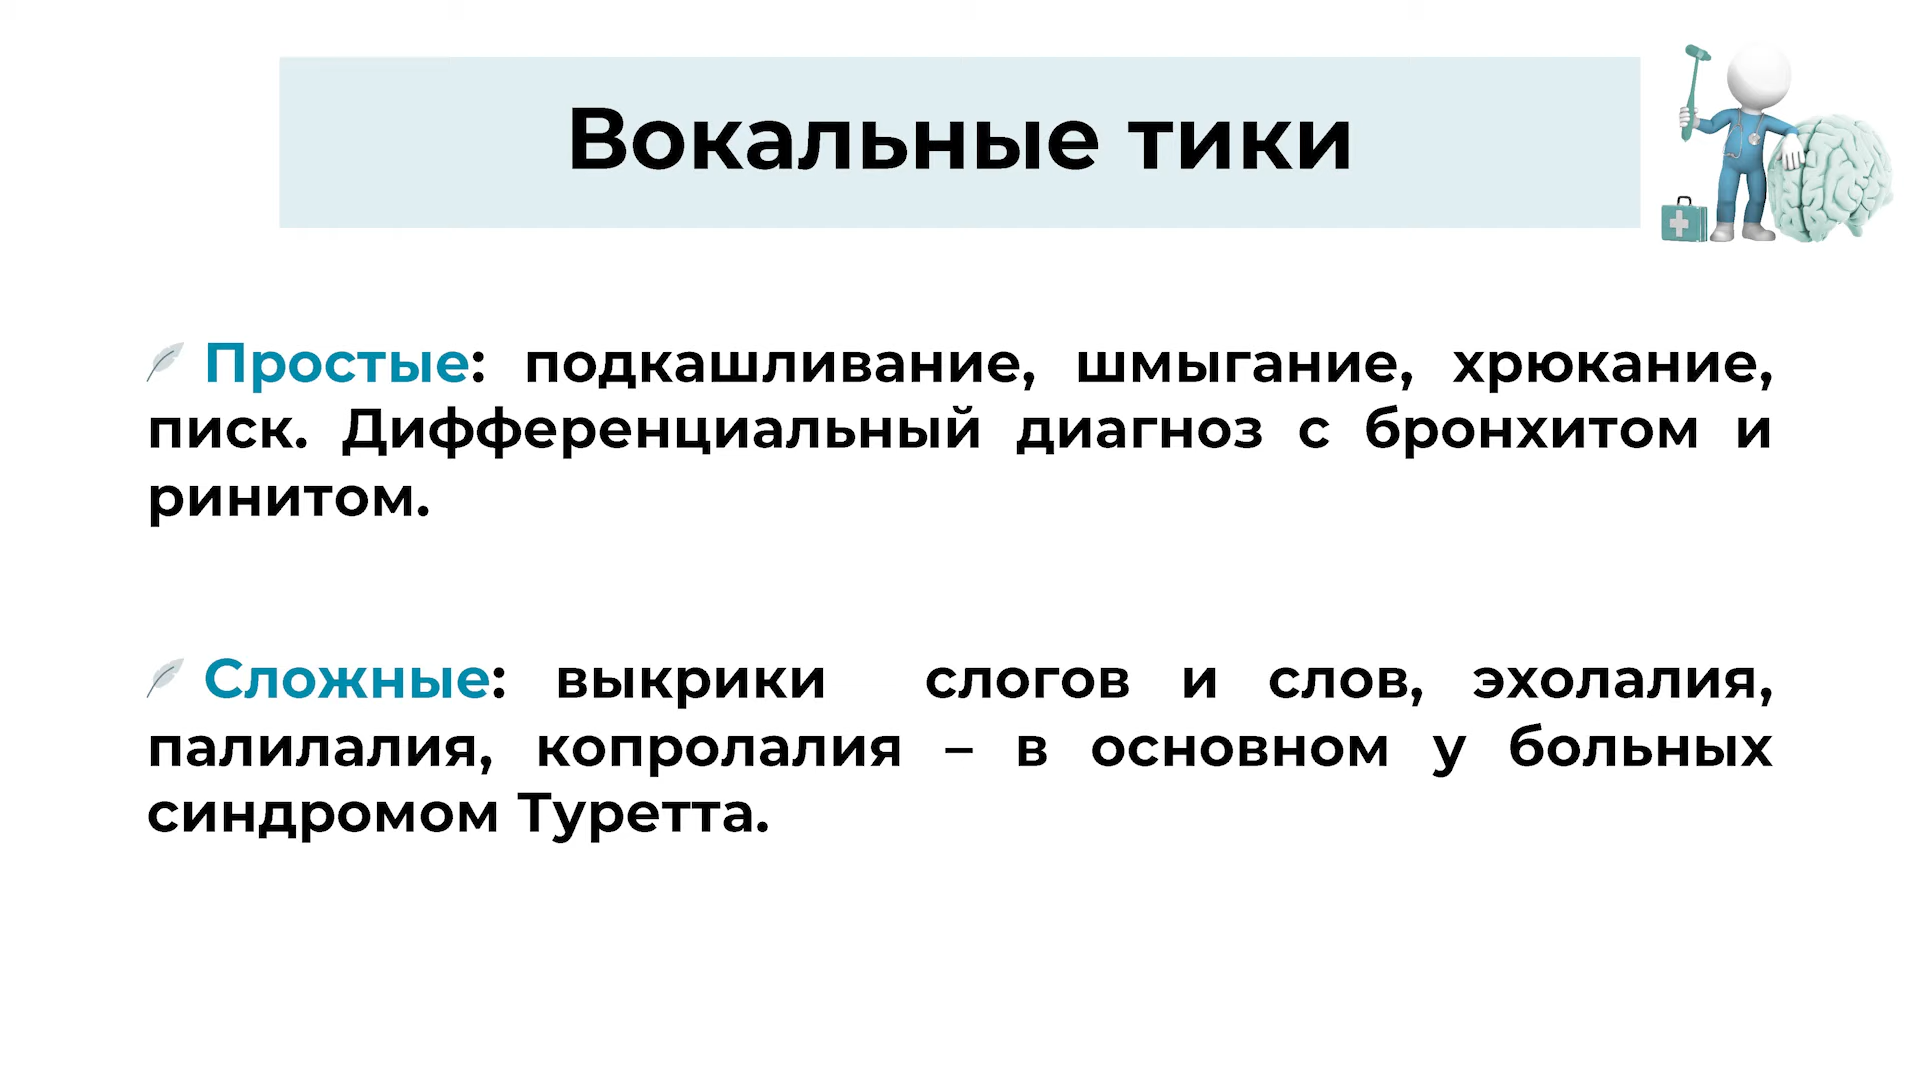 Вокальные тики
Простые: подкашливание, шмыгание, хрюкание,
писк. Дифференциальный диагноз с бронхитом и
ринитом.
Сложные: выкрики слогов и слов, эхолалия,
палилалия, копролалия – в основном у больных
синдромом Туретта.